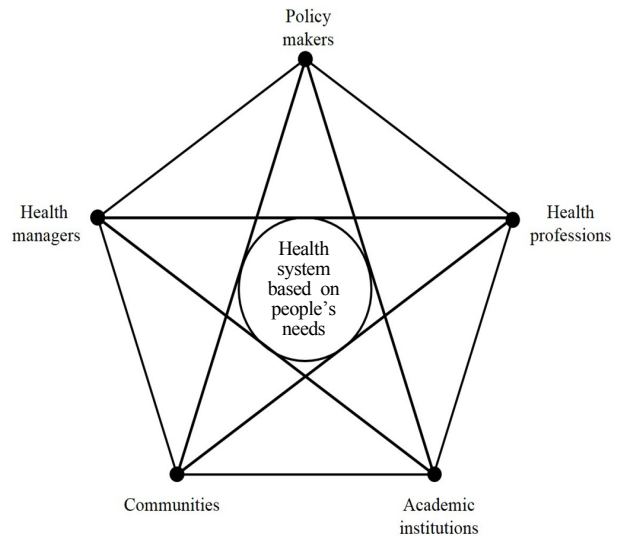 Policy
makers
Health
managers
Health
professions
Health
system
based on
people's
needs
Communities
Academic
institutions